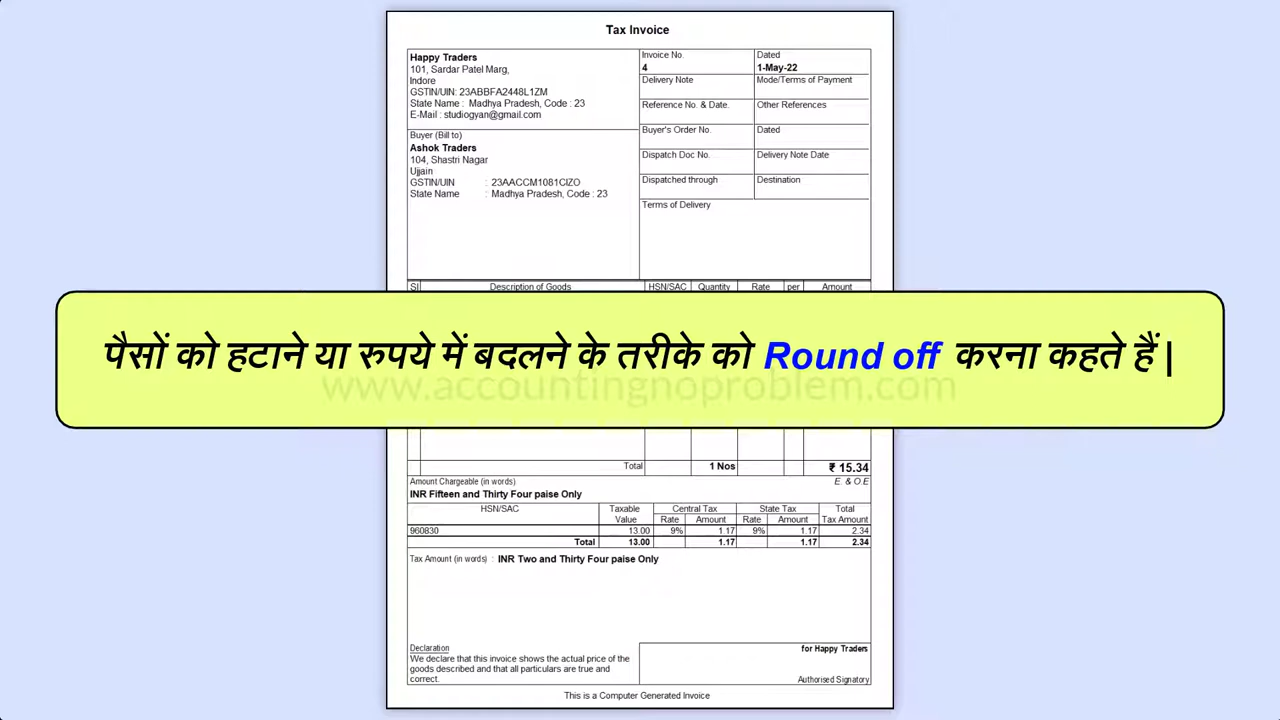 Tax Invoice
Happy Traders
101, Sardar Patel Marg,
Indore
GSTIN/UIN: 23ABBFA2448L1ZM
State Name : Madhya Pradesh, Code : 23
E-Mail : studiogyan@gmail.com
Buyer (Bill to)
Ashok Traders
104, Shastri Nagar
Ujjain
GSTIN/UIN : 23AACCM1081CIZO
State Name : Madhya Pradesh, Code : 23
Invoice No. Dated
4 1-May-22
Delivery Note Mode/Terms of Payment
Reference No. & Date. Other References
Buyer's Order No. Dated
Dispatch Doc No. Delivery Note Date
Dispatched through Destination
Terms of Delivery
Sl Description of Goods HSN/SAC Quantity Rate per Amount
पैसों को हटाने या रुपये में बदलने के तरीके को Round off करना कहते हैं |
www.accountingnoproblem.com
Total 1 Nos ₹ 15.34
Amount Chargeable (in words) E. & O.E
INR Fifteen and Thirty Four paise Only
HSN/SAC Taxable Central Tax State Tax Total
Value Rate Amount Rate Amount Tax Amount
960830 13.00 9% 1.17 9% 1.17 2.34
Total 13.00 1.17 1.17 2.34
Tax Amount (in words) : INR Two and Thirty Four paise Only
Declaration
We declare that this invoice shows the actual price of the
goods described and that all particulars are true and
correct.
for Happy Traders
Authorised Signatory
This is a Computer Generated Invoice